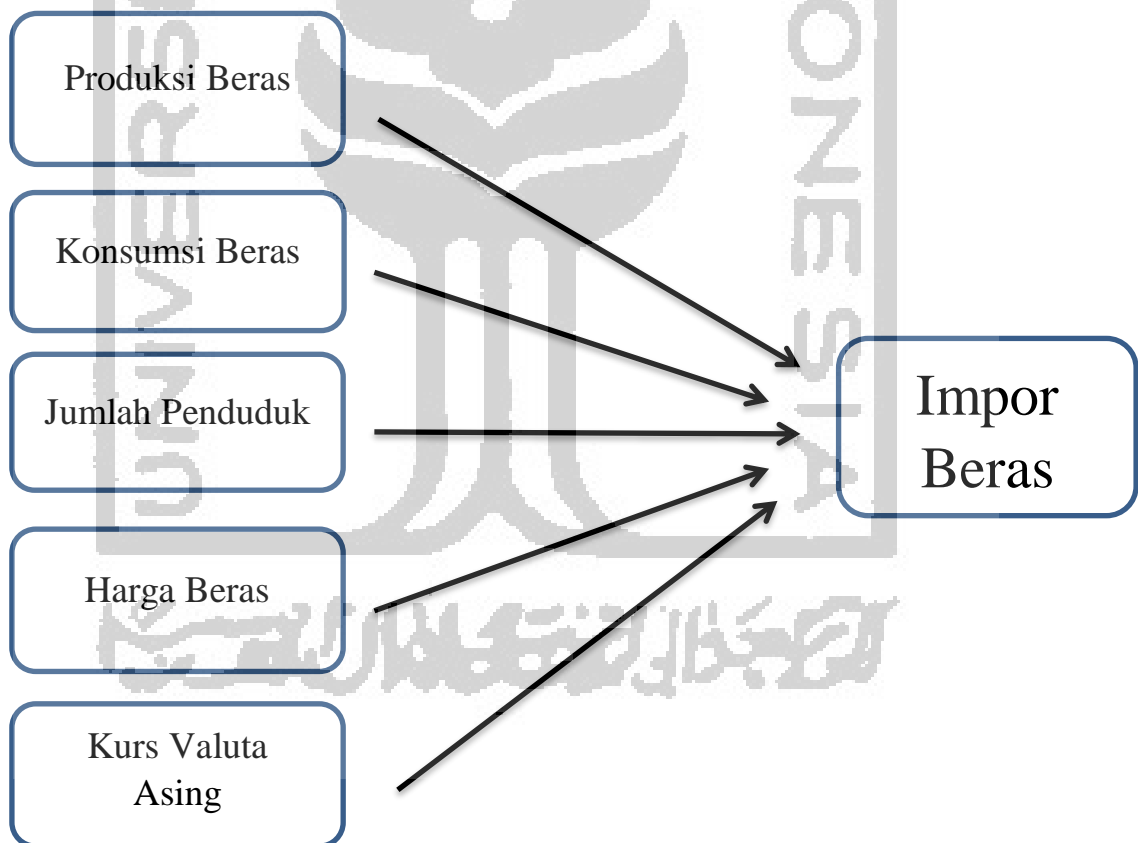 Produksi Beras
Konsumsi Beras
Jumlah Penduduk
Harga Beras
Kurs Valuta
Asing
Impor
Beras